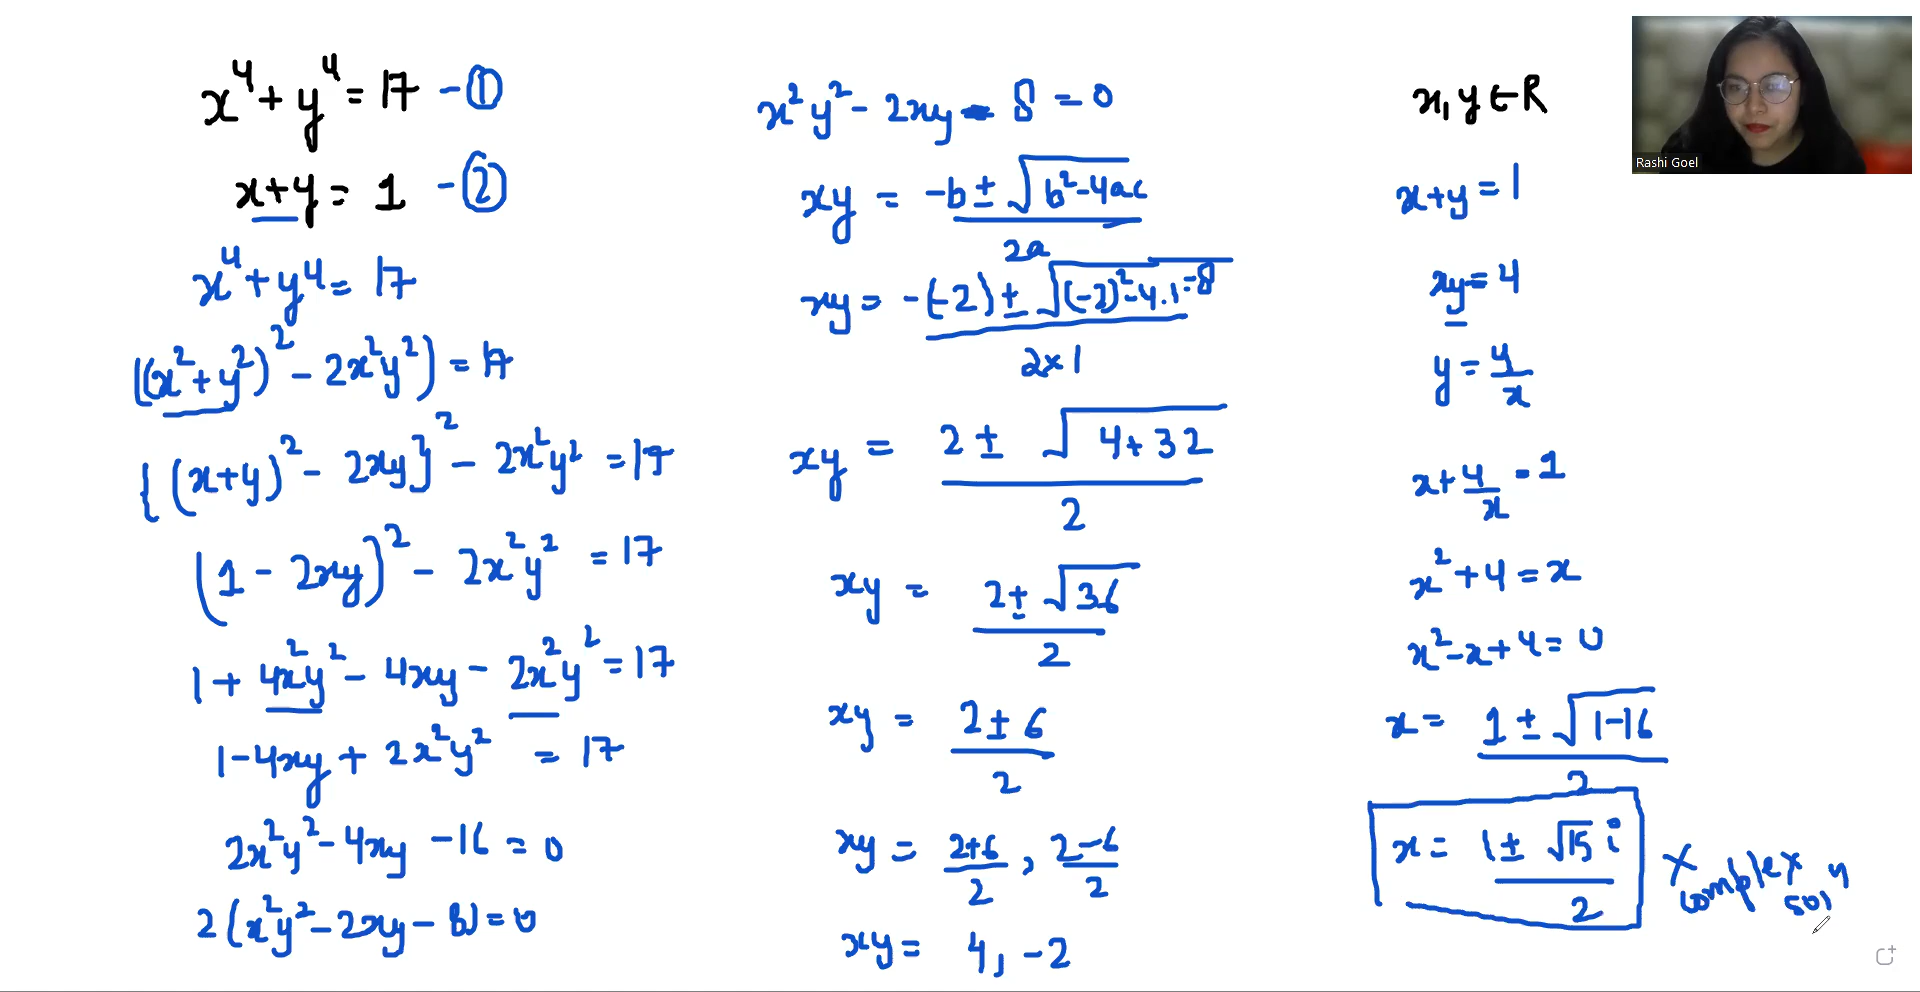 x⁴ + y⁴ = 17 - ①
x + y = 1 - ②
x⁴ + y⁴ = 17
((x² + y²)² - 2x²y²) = 17
{(x+y)² - 2xy]² - 2x²y² = 17
(1 - 2xy)² - 2x²y² = 17
1 + 4x²y² - 4xy - 2x²y² = 17
1 - 4xy + 2x²y² = 17
2x²y² - 4xy - 16 = 0
2(x²y² - 2xy - 8) = 0
x²y² - 2xy - 8 = 0
xy = (-b ± √(b² - 4ac))/2a
xy = (-(-2) ± √((-2)² - 4.1.-8))/(2×1)
xy = (2 ± √(4+32))/2
xy = (2 ± √36)/2
xy = (2 ± 6)/2
xy = (2+6)/2, (2-6)/2
xy = 4, -2
x, y ∈ R
x + y = 1
xy = 4
y = 4/x
x + 4/x = 1
x² + 4 = x
x² - x + 4 = 0
x = (1 ± √(1-16))/2
x = (1 ± √15 i)/2
X complex solⁿ
Rashi Goel